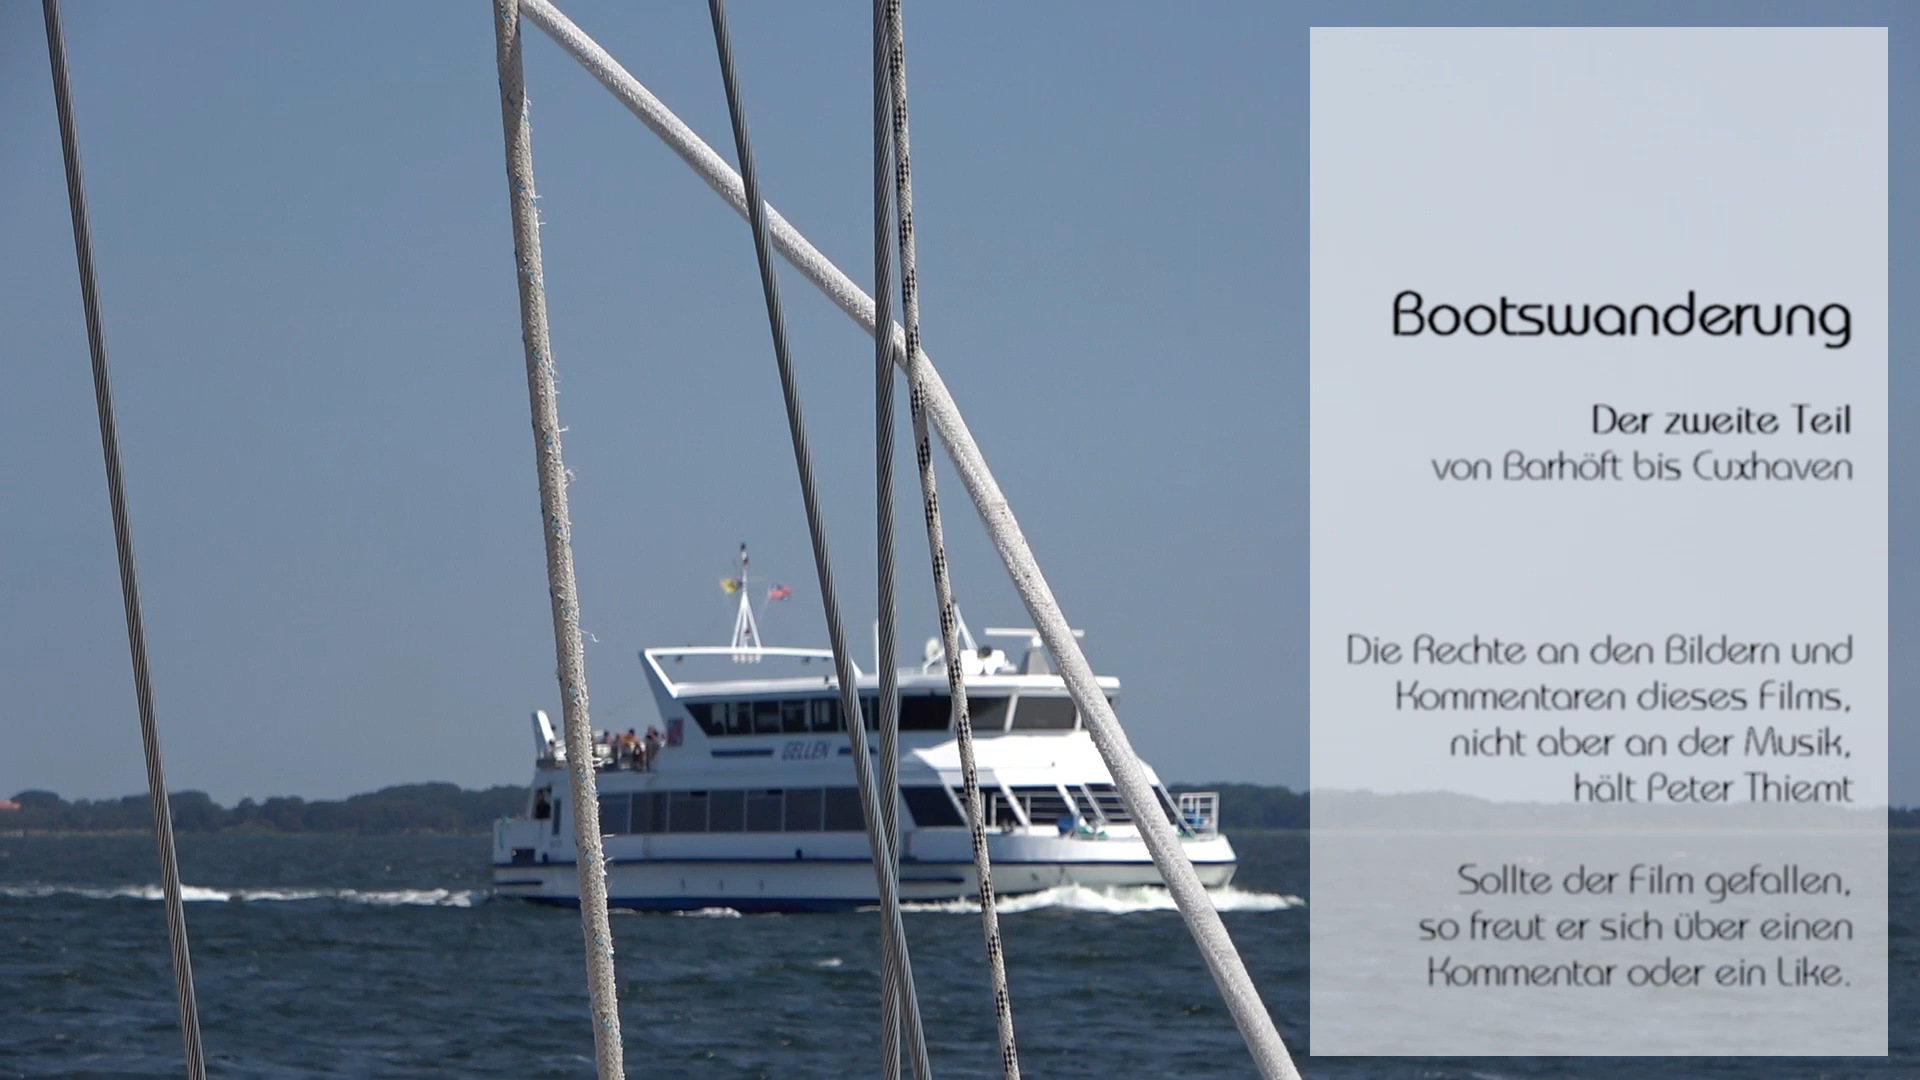 GELLEN
Bootswanderung
Der zweite Teil
von Barhöft bis Cuxhaven
Die Rechte an den Bildern und
Kommentaren dieses Films,
nicht aber an der Musik,
hält Peter Thiemt
Sollte der Film gefallen,
so freut er sich über einen
Kommentar oder ein Like.